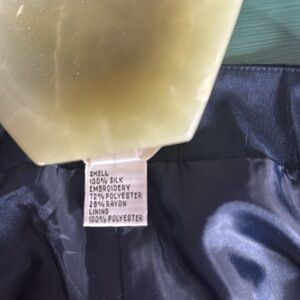 SHELL
100% SILK
EMBROIDERY
72% POLYESTER
28% RAYON
LINING
100% POLYESTER